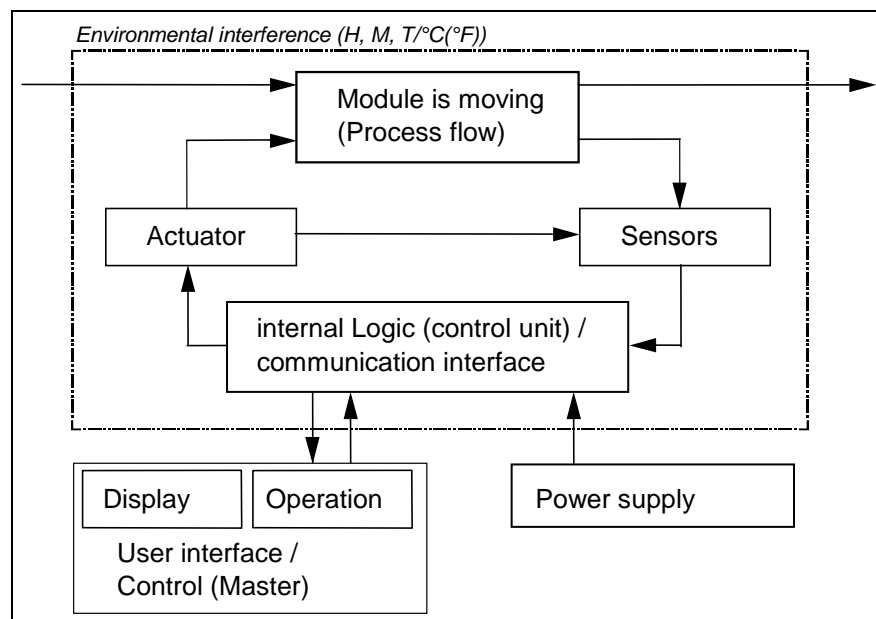 Environmental interference (H, M, T/°C(°F))
Module is moving
(Process flow)
Actuator
Sensors
internal Logic (control unit) /
communication interface
Display
Operation
Power supply
User interface /
Control (Master)